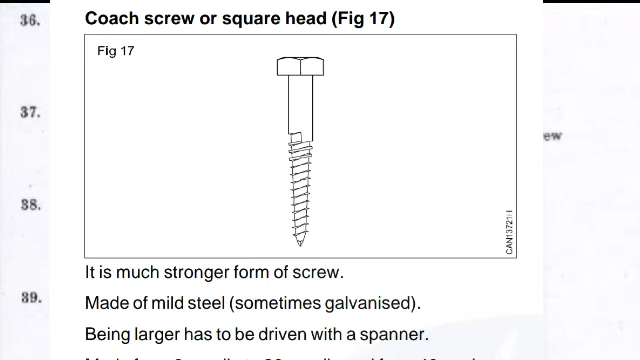 36.
Coach screw or square head (Fig 17)
Fig 17
37.
ew
38.
CAN13721H
39.
It is much stronger form of screw.
Made of mild steel (sometimes galvanised).
Being larger has to be driven with a spanner.